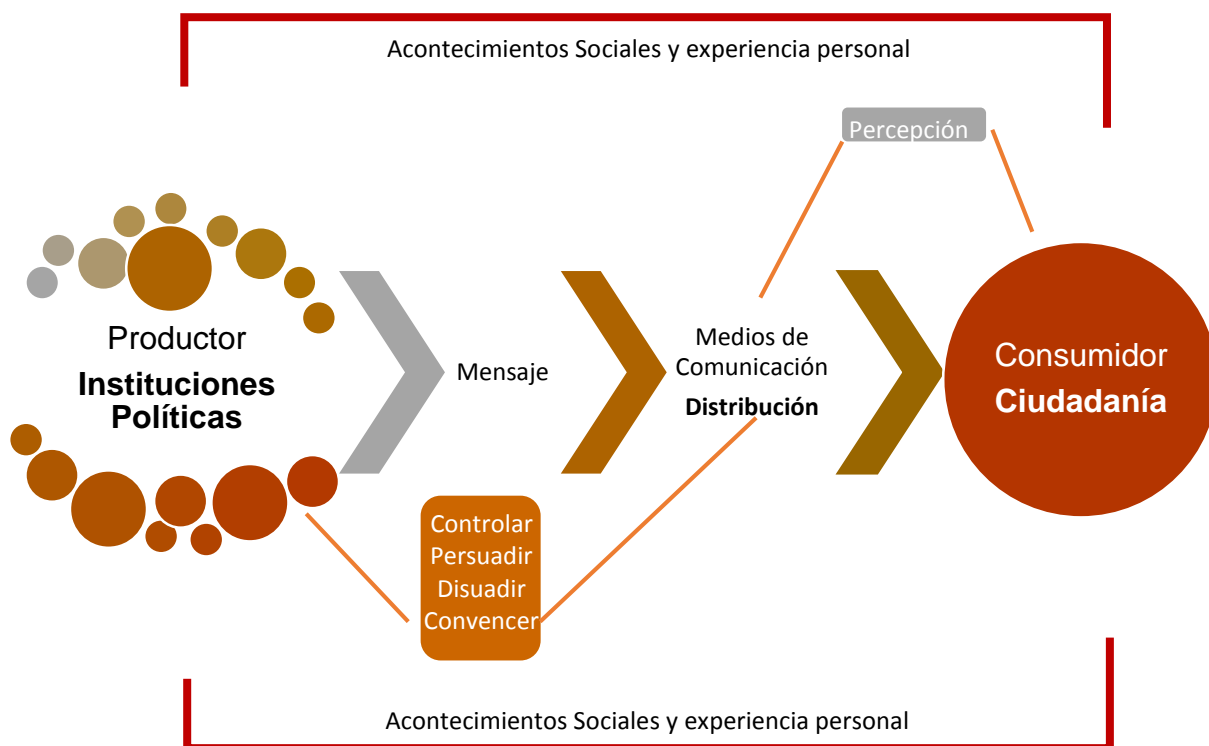 Acontecimientos Sociales y experiencia personal
Percepción
Productor
Instituciones
Políticas
Mensaje
Medios de
Comunicación
Distribución
Consumidor
Ciudadanía
Controlar
Persuadir
Disuadir
Convencer
Acontecimientos Sociales y experiencia personal